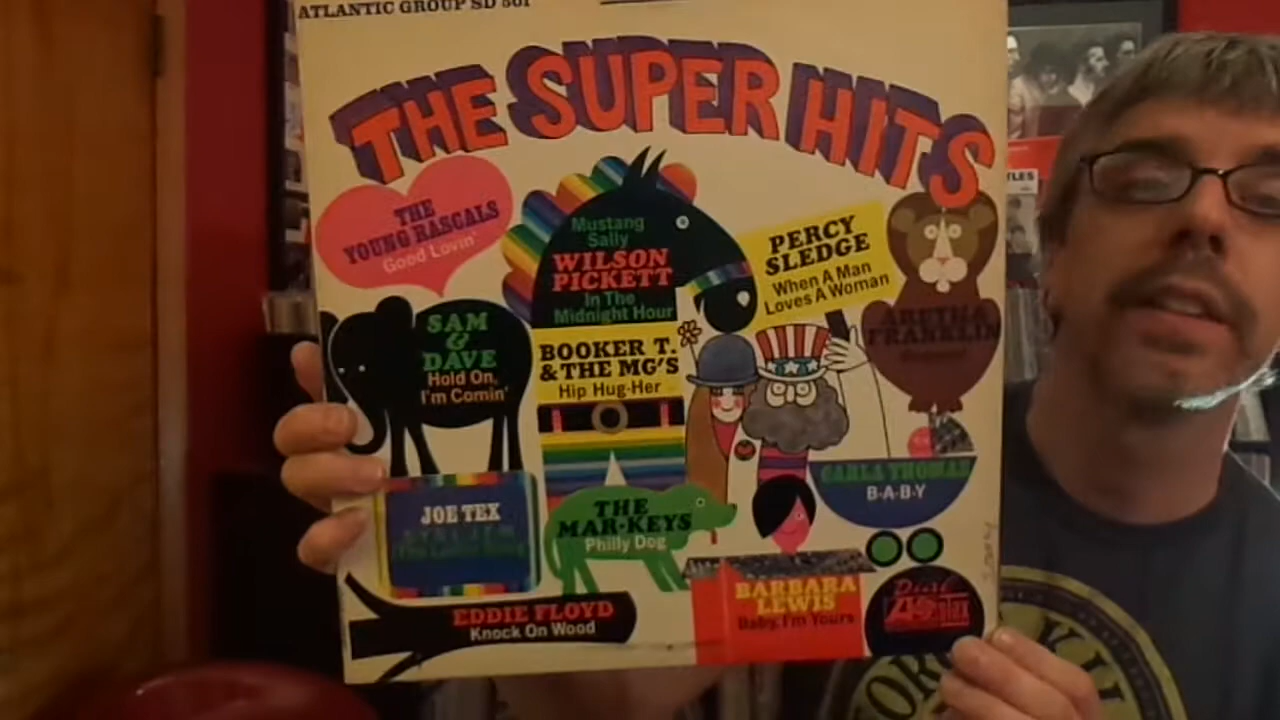 ATLANTIC GROUP SD 501
THE SUPER HITS
THE
YOUNG RASCALS
Good Lovin'
Mustang
Sally
WILSON
PICKETT
In The
Midnight Hour
PERCY
SLEDGE
When A Man
Loves A Woman
ARETHA
FRANKLIN
SAM
&
DAVE
Hold On,
I'm Comin'
BOOKER T.
& THE MG'S
Hip Hug-Her
CARLA THOMAS
B-A-B-Y
JOE TEX
THE
MAR-KEYS
Philly Dog
EDDIE FLOYD
Knock On Wood
BARBARA
LEWIS
Baby, I'm Yours
TLES